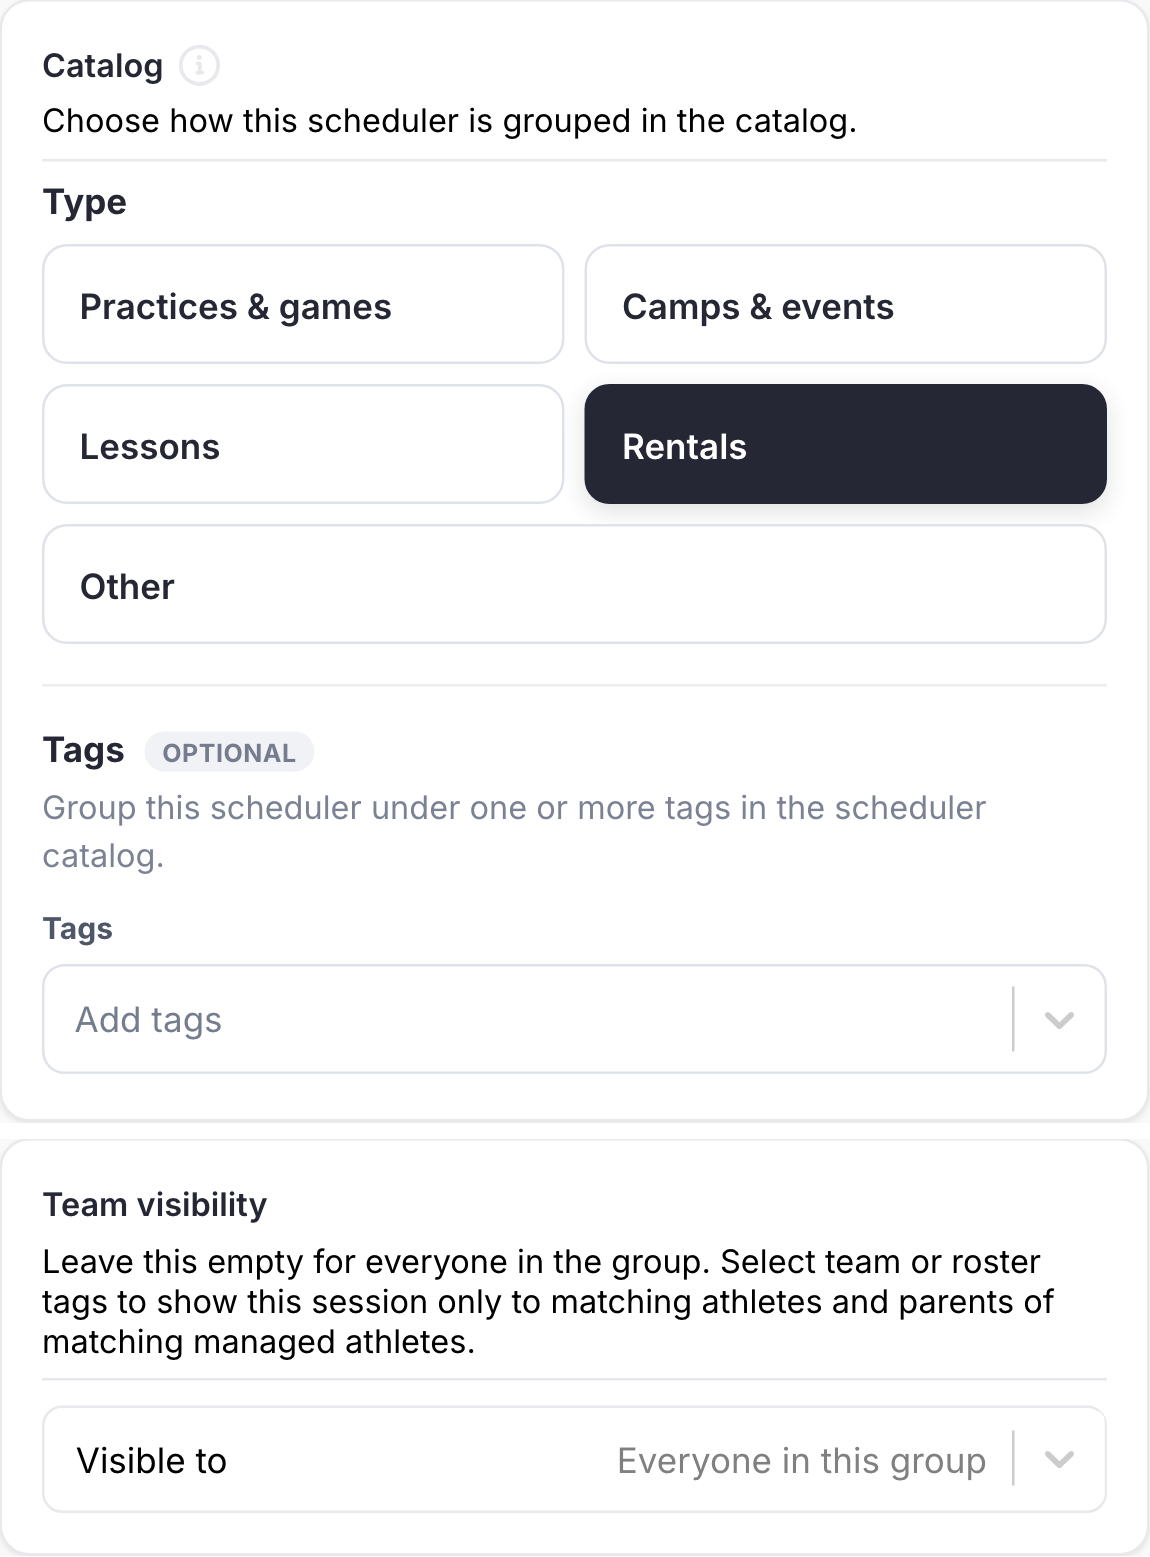 Catalog
Choose how this scheduler is grouped in the catalog.
Type
Practices & games
Camps & events
Lessons
Rentals
Other
Tags OPTIONAL
Group this scheduler under one or more tags in the scheduler
catalog.
Tags
Add tags
Team visibility
Leave this empty for everyone in the group. Select team or roster
tags to show this session only to matching athletes and parents of
matching managed athletes.
Visible to Everyone in this group